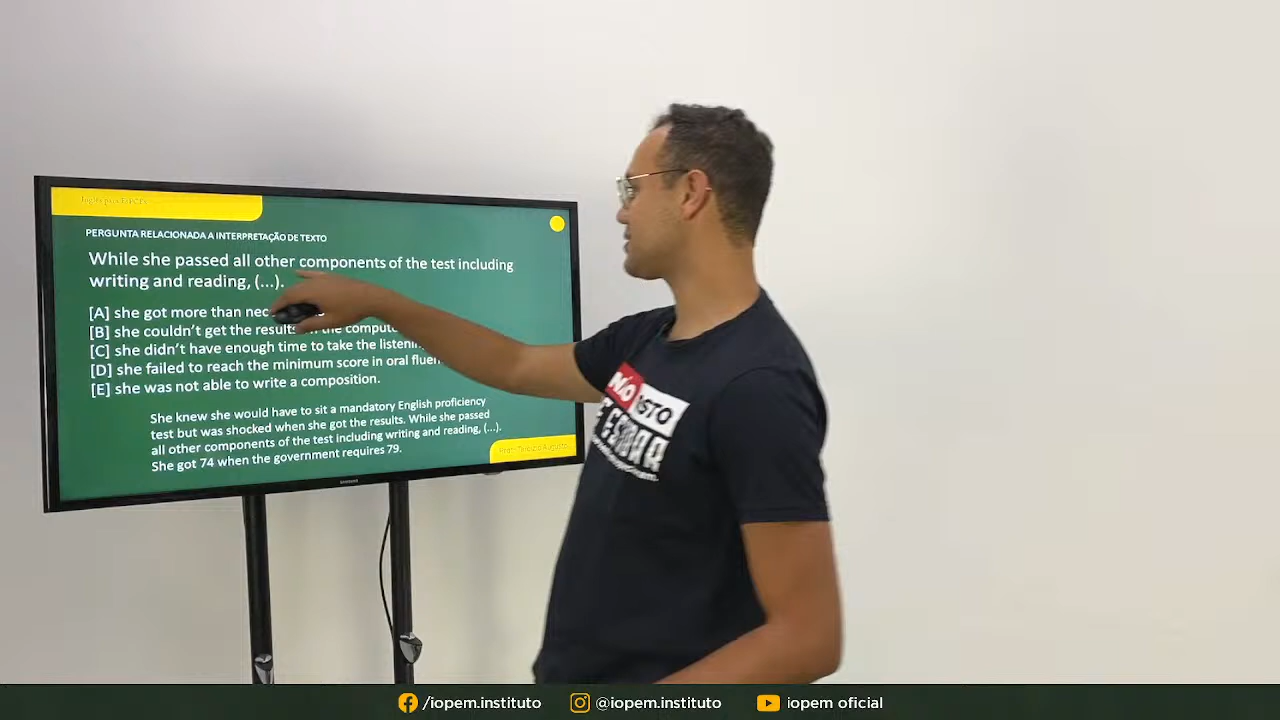 PERGUNTA RELACIONADA A INTERPRETAÇÃO DE TEXTO
While she passed all other components of the test including
writing and reading, (...).
[A] she got more than
[B] she couldn't get the results the
[C] she didn't have enough time to take the
[D] she failed to reach the minimum score in oral
[E] she was not able to write a composition.
She knew she would have to sit a mandatory English proficiency
test but was shocked when she got the results. While she passed
all other components of the test including writing and reading, (...).
She got 74 when the government requires 79.
SAMSUNG
/iopem.instituto
@iopem.instituto
iopem oficial